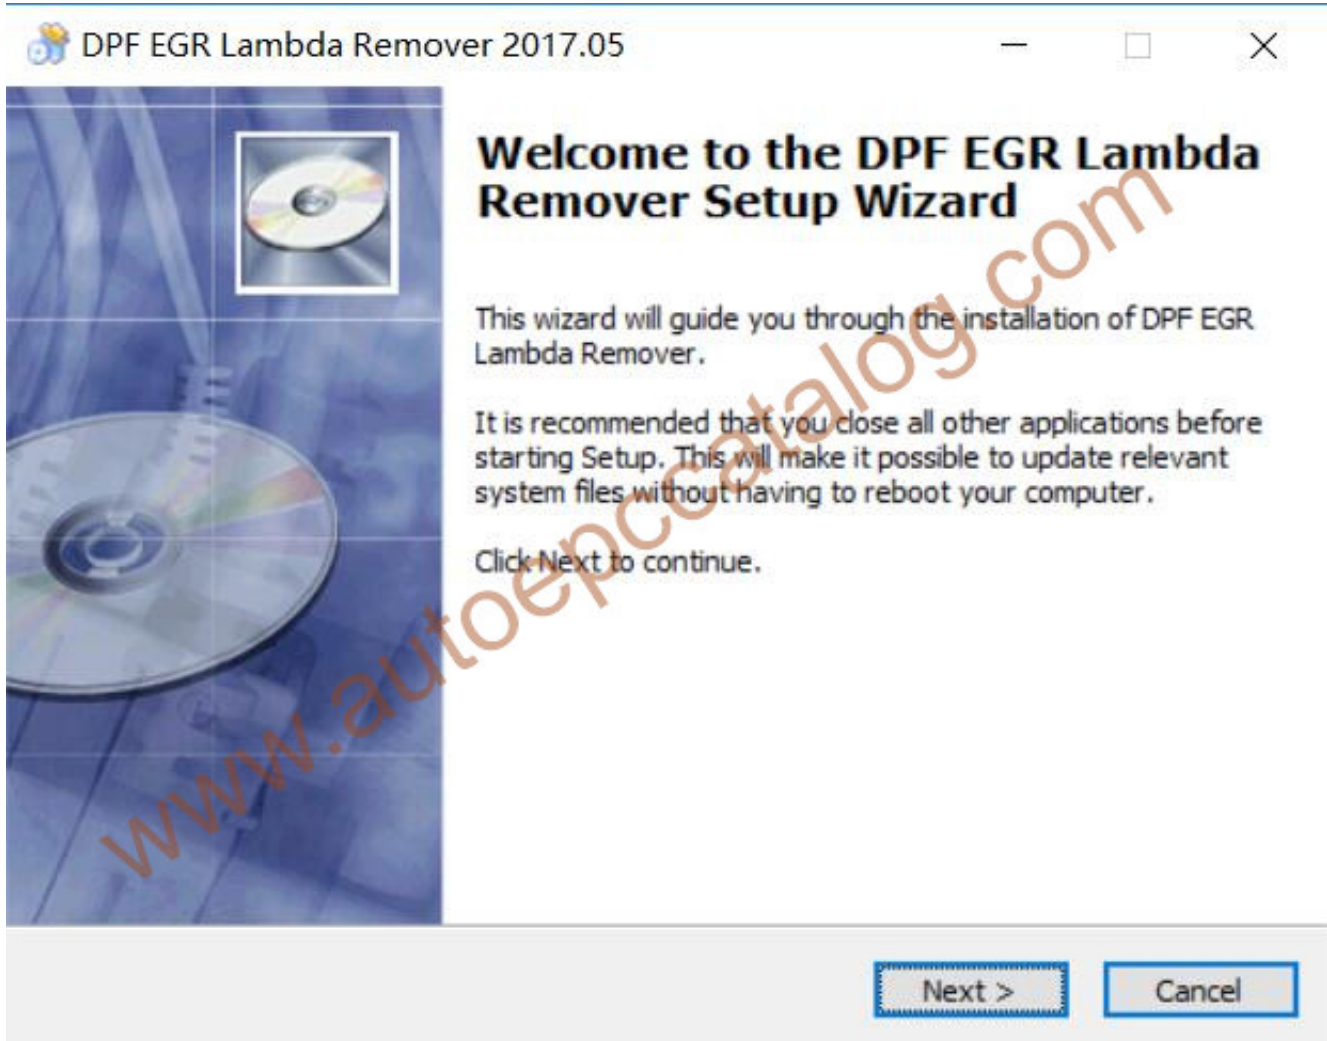 DPF EGR Lambda Remover 2017.05
Welcome to the DPF EGR Lambda
Remover Setup Wizard
This wizard will guide you through the installation of DPF EGR
Lambda Remover.
It is recommended that you close all other applications before
starting Setup. This will make it possible to update relevant
system files without having to reboot your computer.
Click Next to continue.
www.autoepccatalog.com
Next >
Cancel